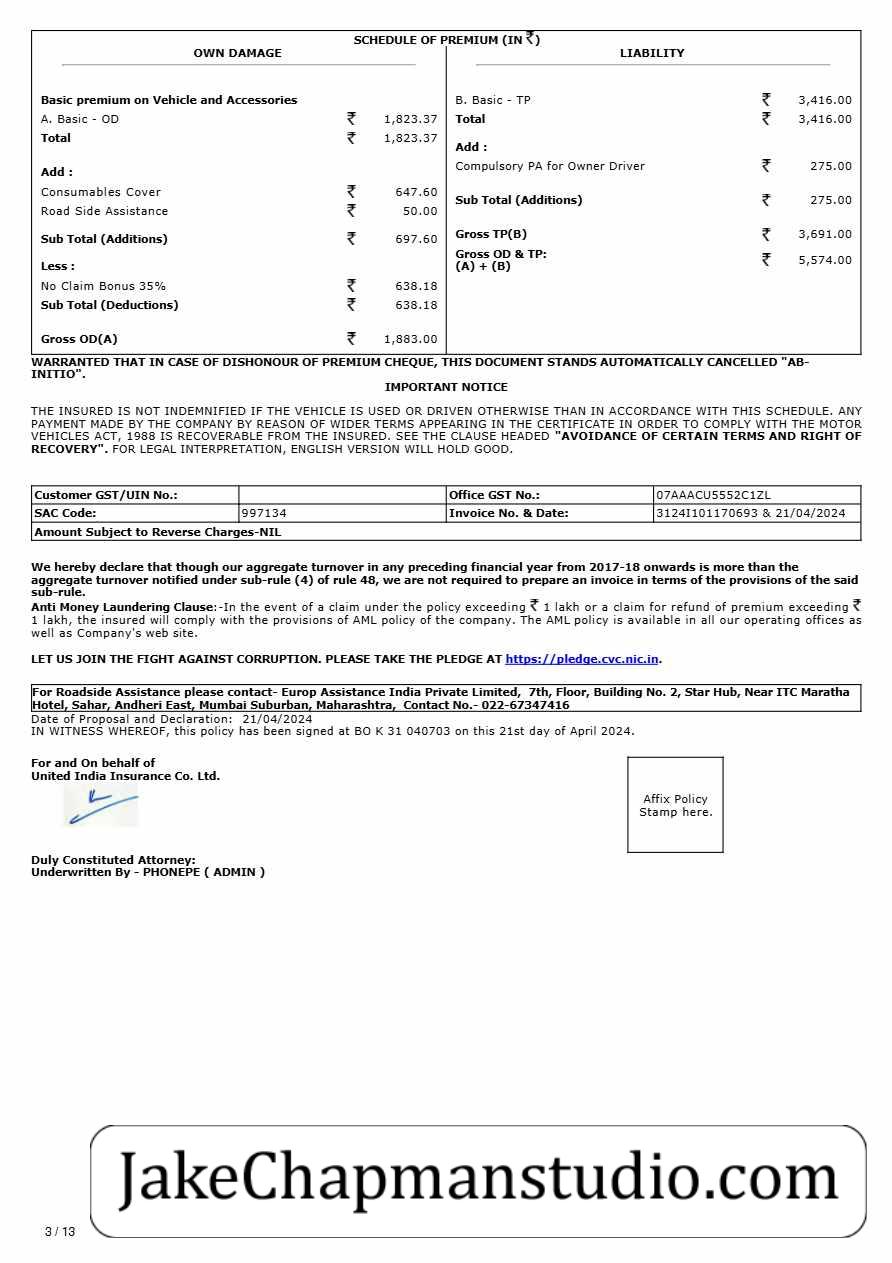 SCHEDULE OF PREMIUM (IN ₹)
OWN DAMAGE
Basic premium on Vehicle and Accessories
A. Basic - OD ₹ 1,823.37
Total ₹ 1,823.37
Add :
Consumables Cover ₹ 647.60
Road Side Assistance ₹ 50.00
Sub Total (Additions) ₹ 697.60
Less :
No Claim Bonus 35% ₹ 638.18
Sub Total (Deductions) ₹ 638.18
Gross OD(A) ₹ 1,883.00
LIABILITY
B. Basic - TP ₹ 3,416.00
Total ₹ 3,416.00
Add :
Compulsory PA for Owner Driver ₹ 275.00
Sub Total (Additions) ₹ 275.00
Gross TP(B) ₹ 3,691.00
Gross OD & TP:
(A) + (B) ₹ 5,574.00
WARRANTED THAT IN CASE OF DISHONOUR OF PREMIUM CHEQUE, THIS DOCUMENT STANDS AUTOMATICALLY CANCELLED "AB-
INITIO".
IMPORTANT NOTICE
THE INSURED IS NOT INDEMNIFIED IF THE VEHICLE IS USED OR DRIVEN OTHERWISE THAN IN ACCORDANCE WITH THIS SCHEDULE. ANY
PAYMENT MADE BY THE COMPANY BY REASON OF WIDER TERMS APPEARING IN THE CERTIFICATE IN ORDER TO COMPLY WITH THE MOTOR
VEHICLES ACT, 1988 IS RECOVERABLE FROM THE INSURED. SEE THE CLAUSE HEADED "AVOIDANCE OF CERTAIN TERMS AND RIGHT OF
RECOVERY". FOR LEGAL INTERPRETATION, ENGLISH VERSION WILL HOLD GOOD.
Customer GST/UIN No.: Office GST No.: 07AAACU5552C1ZL
SAC Code: 997134 Invoice No. & Date: 3124I101170693 & 21/04/2024
Amount Subject to Reverse Charges-NIL
We hereby declare that though our aggregate turnover in any preceding financial year from 2017-18 onwards is more than the
aggregate turnover notified under sub-rule (4) of rule 48, we are not required to prepare an invoice in terms of the provisions of the said
sub-rule.
Anti Money Laundering Clause:-In the event of a claim under the policy exceeding ₹ 1 lakh or a claim for refund of premium exceeding ₹
1 lakh, the insured will comply with the provisions of AML policy of the company. The AML policy is available in all our operating offices as
well as Company's web site.
LET US JOIN THE FIGHT AGAINST CORRUPTION. PLEASE TAKE THE PLEDGE AT https://pledge.cvc.nic.in.
For Roadside Assistance please contact- Europ Assistance India Private Limited, 7th, Floor, Building No. 2, Star Hub, Near ITC Maratha
Hotel, Sahar, Andheri East, Mumbai Suburban, Maharashtra, Contact No.- 022-67347416
Date of Proposal and Declaration: 21/04/2024
IN WITNESS WHEREOF, this policy has been signed at BO K 31 040703 on this 21st day of April 2024.
For and On behalf of
United India Insurance Co. Ltd.
Affix Policy
Stamp here.
Duly Constituted Attorney:
Underwritten By - PHONEPE ( ADMIN )
JakeChapmanstudio.com
3 / 13